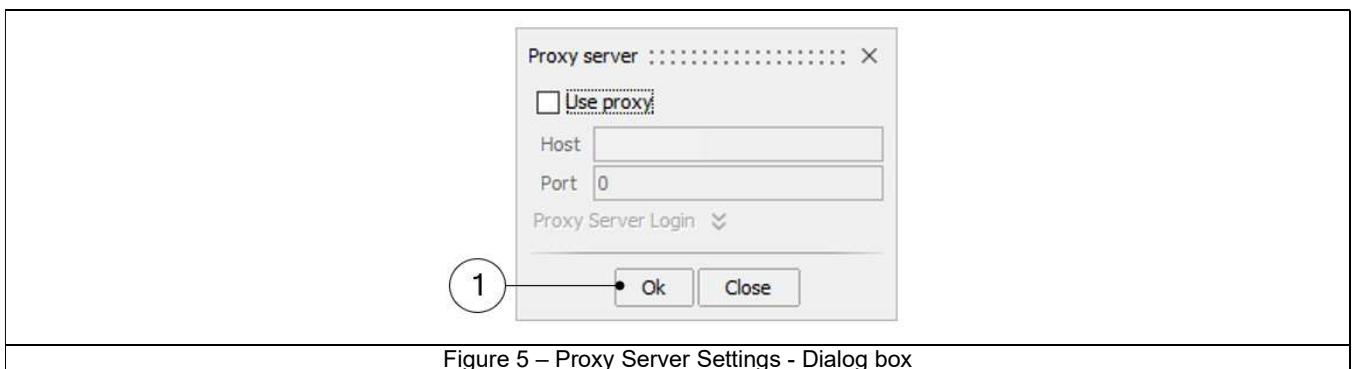 Proxy server
Use proxy
Host
Port 0
Proxy Server Login
1
Ok Close
Figure 5 – Proxy Server Settings - Dialog box